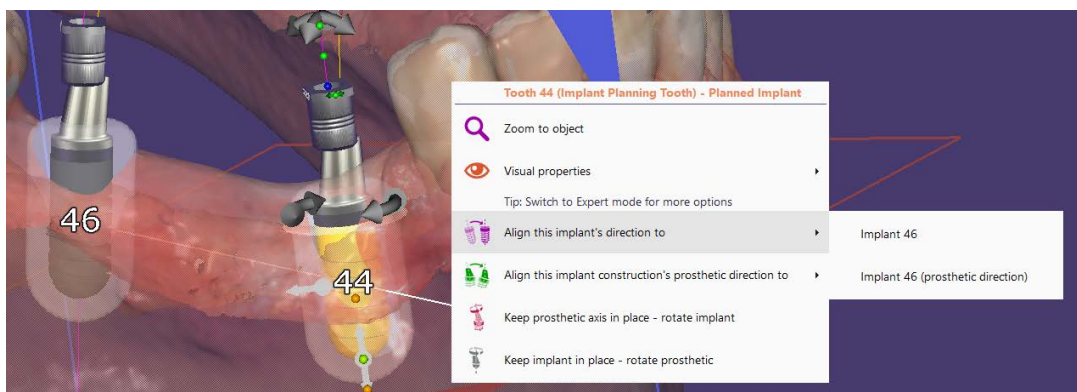 46
44
Tooth 44 (Implant Planning Tooth) - Planned Implant
Zoom to object
Visual properties
Tip: Switch to Expert mode for more options
Align this implant's direction to
Implant 46
Align this implant construction's prosthetic direction to
Implant 46 (prosthetic direction)
Keep prosthetic axis in place - rotate implant
Keep implant in place - rotate prosthetic